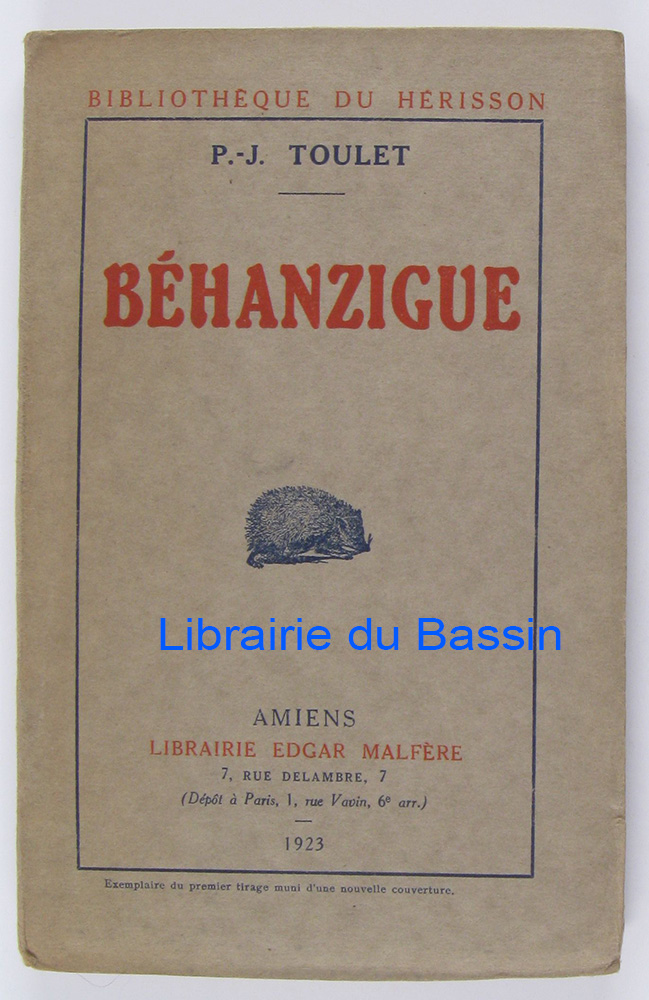 BIBLIOTHÈQUE DU HÉRISSON
P.-J. TOULET
BÉHANZIGUE
Librairie du Bassin
AMIENS
LIBRAIRIE EDGAR MALFÈRE
7, RUE DELAMBRE, 7
(Dépôt à Paris, 1, rue Vavin, 6e arr.)
1923
Exemplaire du premier tirage muni d'une nouvelle couverture.